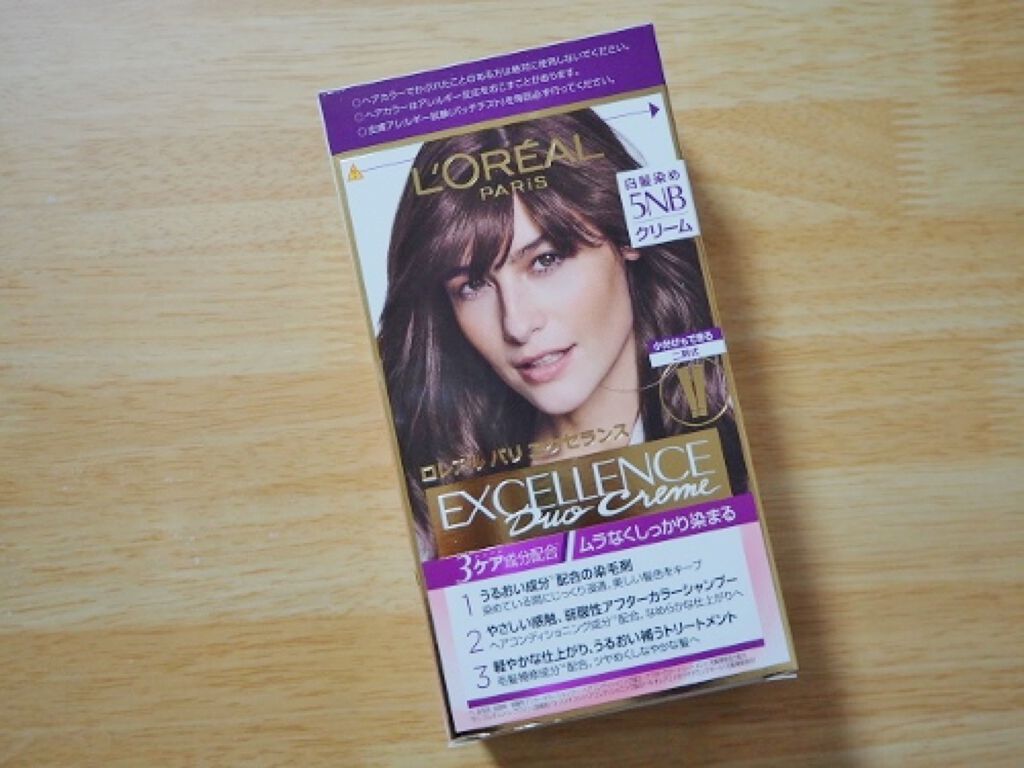 ○ヘアカラーでかぶれたことのある方は絶対に使用しないでください。
○ヘアカラーはアレルギー反応をおこすことがあります。
○皮膚アレルギー試験(パッチテスト)を毎回必ず行ってください。
L'ORÉAL
PARIS
白髪染め
5NB
クリーム
小分けもできる
二剤式
ロレアル パリ エクセランス
EXCELLENCE
Duo Creme
3ケア成分配合 ムラなくしっかり染まる
1 うるおい成分 配合の染毛剤
染めている間にじっくり浸透、美しい髪色をキープ
2 やさしい感触、弱酸性アフターカラーシャンプー
ヘアコンディショニング成分 配合、なめらかな仕上がりへ
3 軽やかな仕上がり、うるおい補うトリートメント
毛髪補修成分 配合、ツヤめくしなやかな髪へ